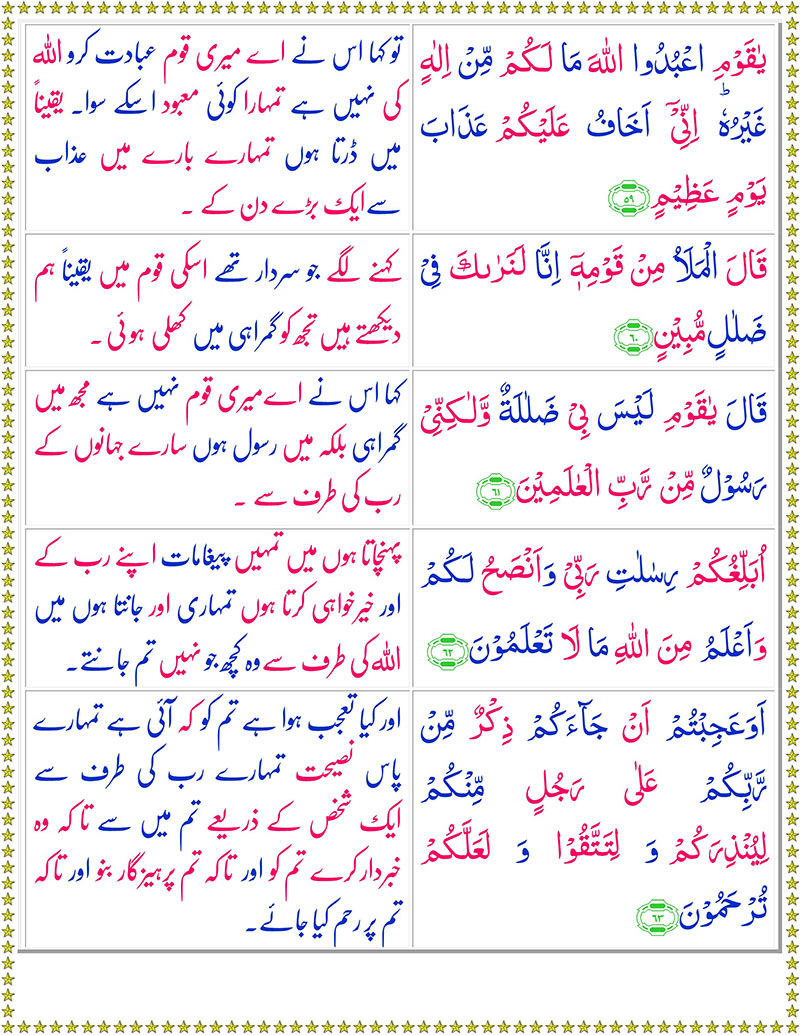 يٰقَوْمِ اعْبُدُوا اللهَ مَا لَكُمْ مِّنْ اِلٰهٍ
غَيْرُهٗ ؕ اِنِّيْۤ اَخَافُ عَلَيْكُمْ عَذَابَ
يَوْمٍ عَظِيْمٍ ﴿۵۹﴾
تو کہا اس نے اے میری قوم عبادت کرو اللہ
کی نہیں ہے تمہارا کوئی معبود اسکے سوا۔ یقیناً
میں ڈرتا ہوں تمہارے بارے میں عذاب
سے ایک بڑے دن کے ۔
قَالَ الْمَلَاُ مِنْ قَوْمِهٖۤ اِنَّا لَنَرٰىكَ فِيْ
ضَلٰلٍ مُّبِيْنٍ ﴿۶۰﴾
کہنے لگے جو سردار تھے اسکی قوم میں یقیناً ہم
دیکھتے ہیں تجھ کو گمراہی میں کھلی ہوئی ۔
قَالَ يٰقَوْمِ لَيْسَ بِيْ ضَلٰلَةٌ وَّلٰكِنِّيْ
رَسُوْلٌ مِّنْ رَّبِّ الْعٰلَمِيْنَ ﴿۶۱﴾
کہا اس نے اے میری قوم نہیں ہے مجھ میں
گمراہی بلکہ میں رسول ہوں سارے جہانوں کے
رب کی طرف سے ۔
اُبَلِّغُكُمْ رِسٰلٰتِ رَبِّيْ وَاَنْصَحُ لَكُمْ
وَاَعْلَمُ مِنَ اللهِ مَا لَا تَعْلَمُوْنَ ﴿۶۲﴾
پہنچاتا ہوں میں تمہیں پیغامات اپنے رب کے
اور خیر خواہی کرتا ہوں تمہاری اور جانتا ہوں میں
اللہ کی طرف سے وہ کچھ جو نہیں تم جانتے۔
اَوَعَجِبْتُمْ اَنْ جَآءَكُمْ ذِكْرٌ مِّنْ
رَّبِّكُمْ عَلٰى رَجُلٍ مِّنْكُمْ
لِيُنْذِرَكُمْ وَ لِتَتَّقُوْا وَ لَعَلَّكُمْ
تُرْحَمُوْنَ ﴿۶۳﴾
اور کیا تعجب ہوا ہے تم کو کہ آئی ہے تمہارے
پاس نصیحت تمہارے رب کی طرف سے
ایک شخص کے ذریعے تم میں سے تاکہ وہ
خبردار کرے تم کو اور تاکہ تم پرہیزگار بنو اور تاکہ
تم پر رحم کیا جائے۔